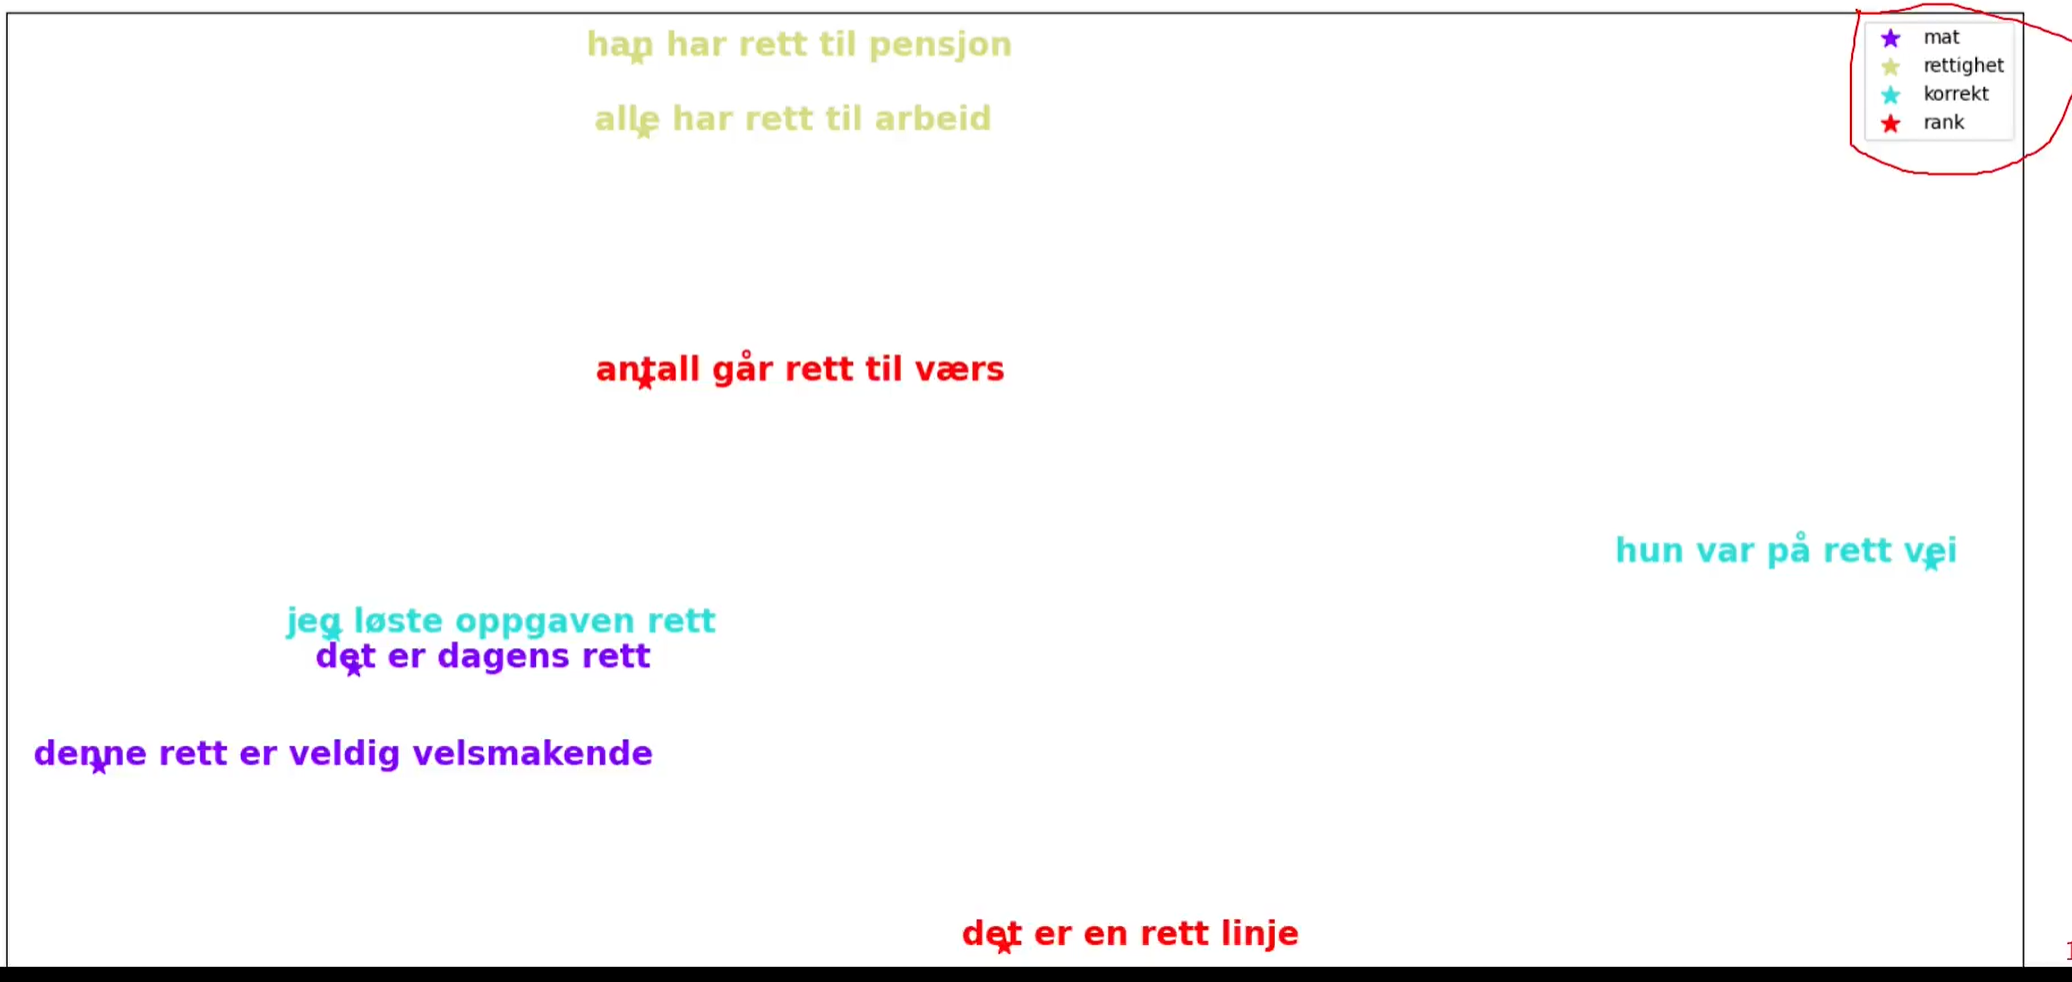 han har rett til pensjon
alle har rett til arbeid
antall går rett til værs
hun var på rett vei
jeg løste oppgaven rett
det er dagens rett
denne rett er veldig velsmakende
det er en rett linje
mat
rettighet
korrekt
rank